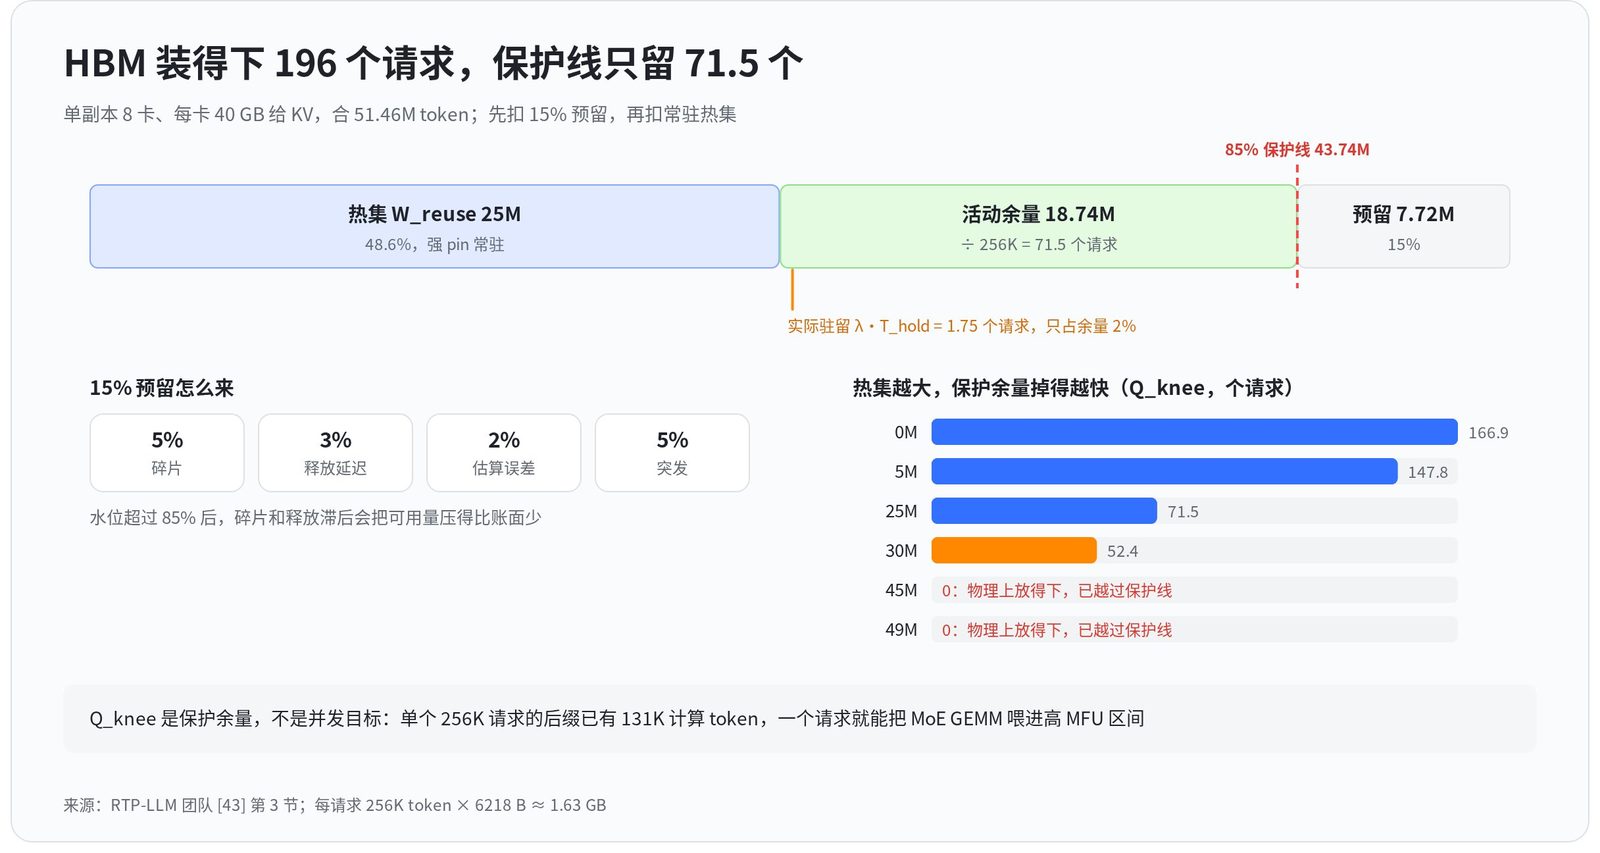 HBM 装得下 196 个请求，保护线只留 71.5 个
单副本 8 卡、每卡 40 GB 给 KV，合 51.46M token；先扣 15% 预留，再扣常驻热集
85% 保护线 43.74M
热集 W_reuse 25M
48.6%，强 pin 常驻
活动余量 18.74M
÷ 256K = 71.5 个请求
预留 7.72M
15%
实际驻留 λ·T_hold = 1.75 个请求，只占余量 2%
15% 预留怎么来
5%
碎片
3%
释放延迟
2%
估算误差
5%
突发
水位超过 85% 后，碎片和释放滞后会把可用量压得比账面少
热集越大，保护余量掉得越快（Q_knee，个请求）
0M 166.9
5M 147.8
25M 71.5
30M 52.4
45M 0：物理上放得下，已越过保护线
49M 0：物理上放得下，已越过保护线
Q_knee 是保护余量，不是并发目标：单个 256K 请求的后缀已有 131K 计算 token，一个请求就能把 MoE GEMM 喂进高 MFU 区间
来源：RTP-LLM 团队 [43] 第 3 节；每请求 256K token × 6218 B ≈ 1.63 GB